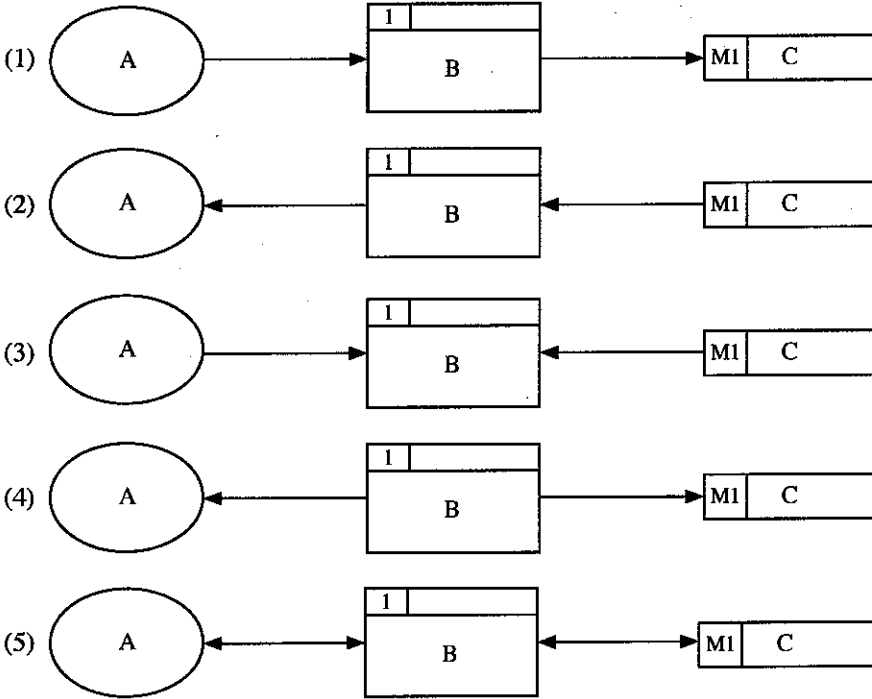 1
(1) A B M1 C
1
(2) A B M1 C
1
(3) A B M1 C
1
(4) A B M1 C
1
(5) A B M1 C